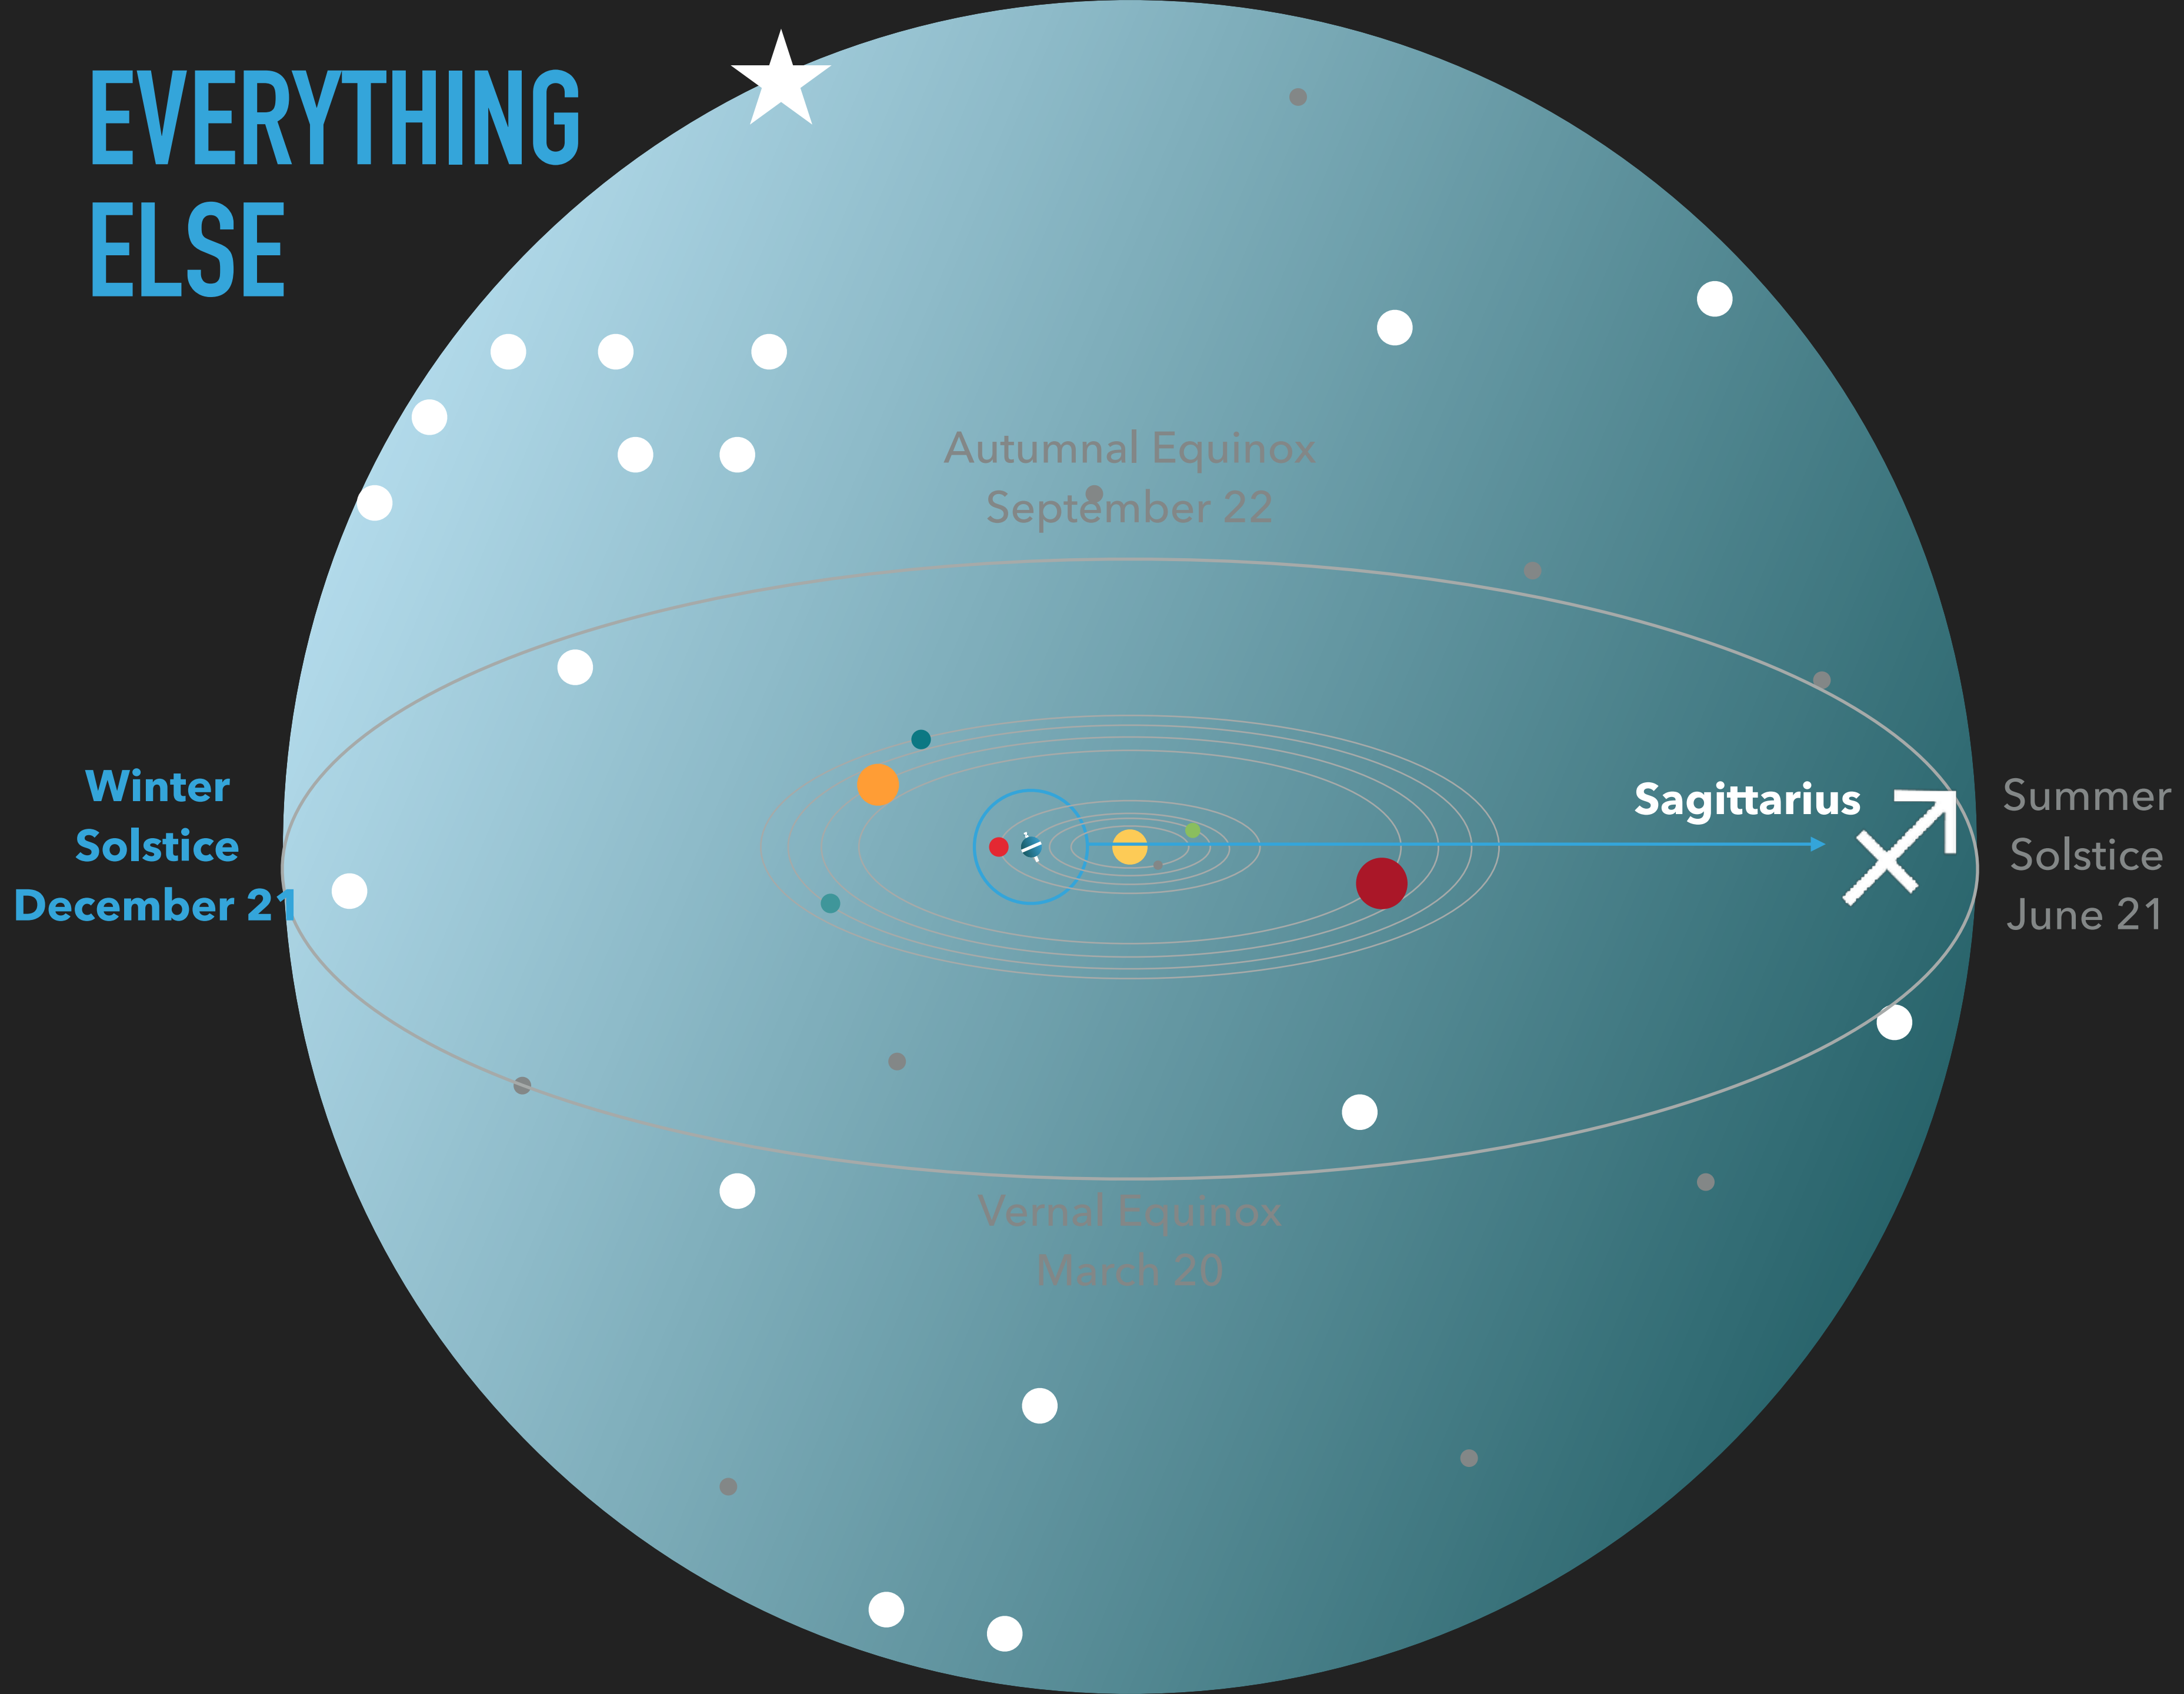 EVERYTHING
ELSE
Autumnal Equinox
September 22
Winter
Solstice
December 21
Sagittarius
Summer
Solstice
June 21
Vernal Equinox
March 20